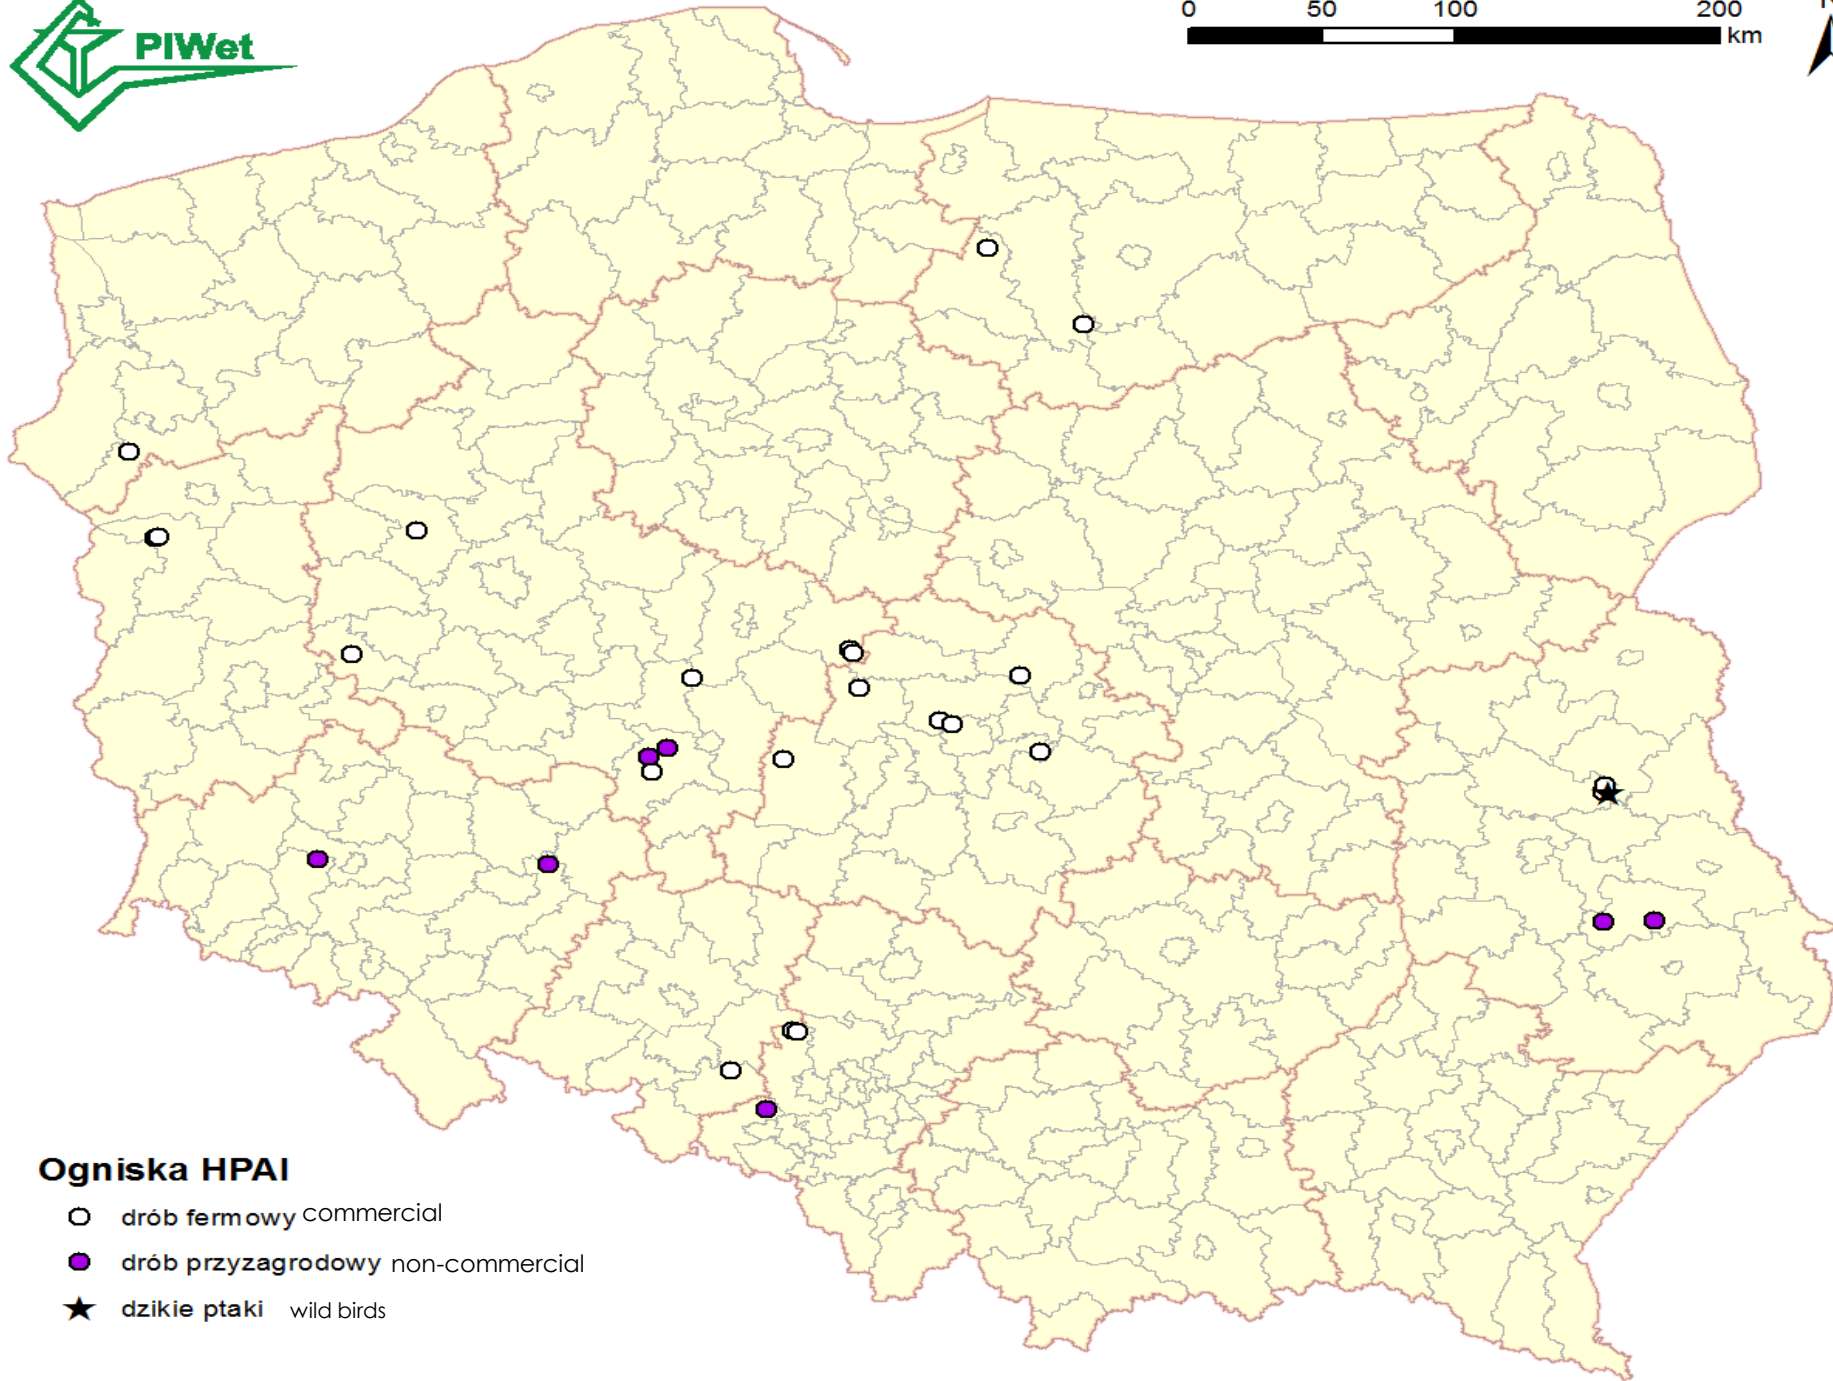 PIWet
0 50 100 200
km
Ogniska HPAI
drób fermowy commercial
drób przyzagrodowy non-commercial
dzikie ptaki wild birds